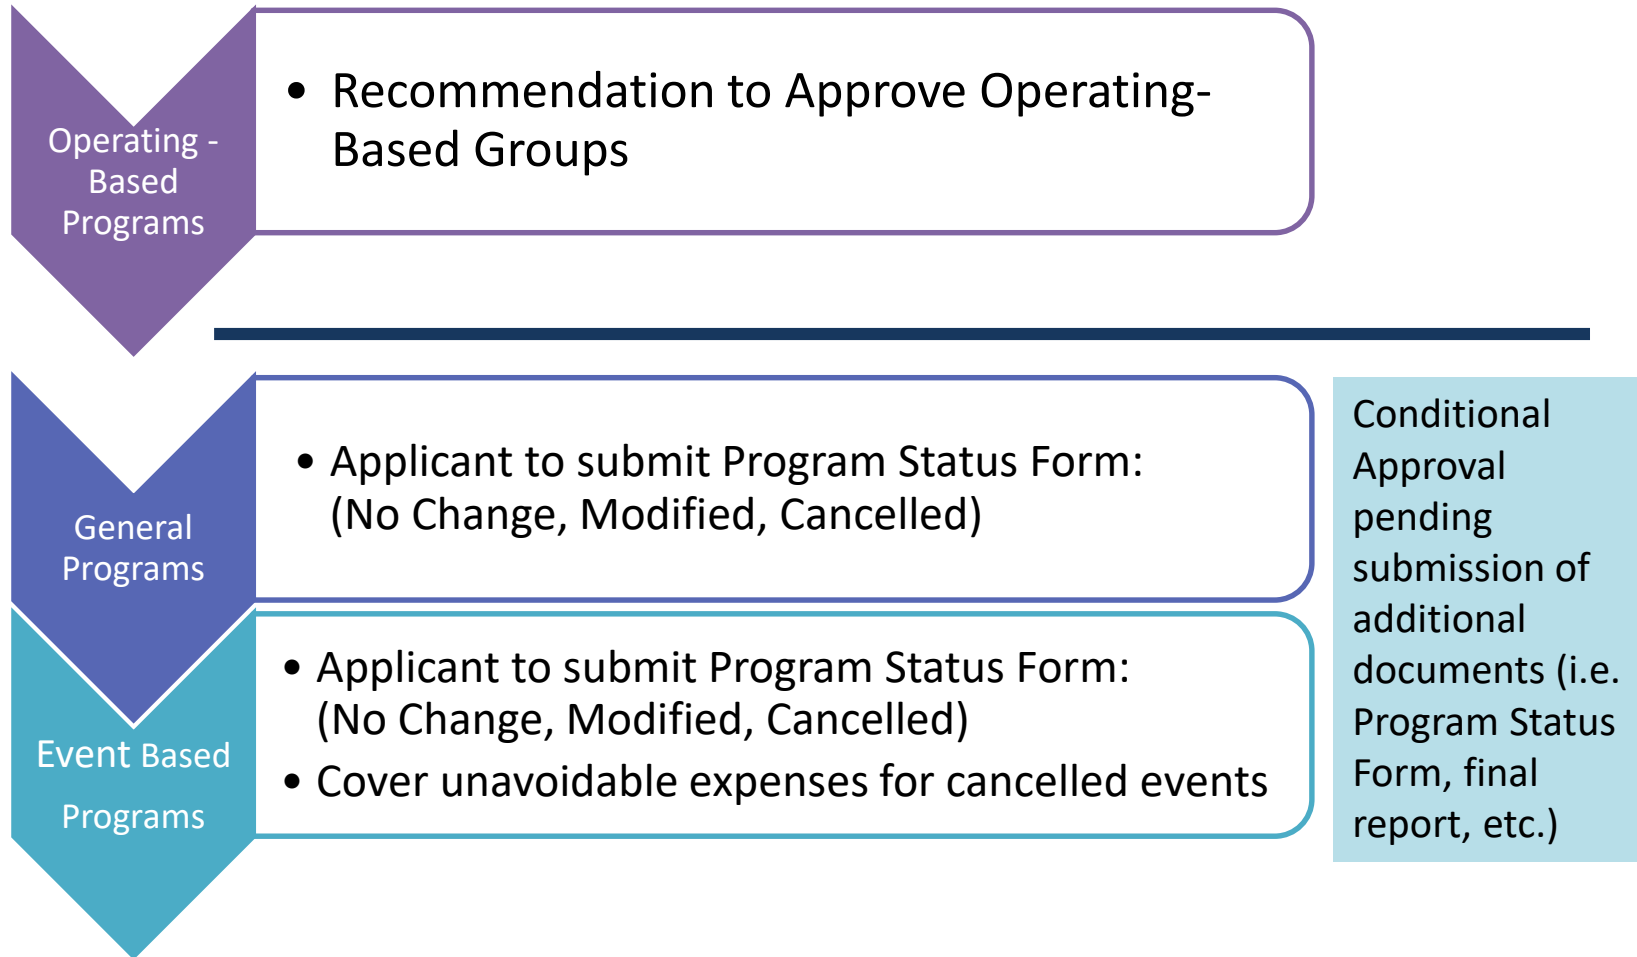 Operating -
Based
Programs
• Recommendation to Approve Operating-
Based Groups
General
Programs
• Applicant to submit Program Status Form:
(No Change, Modified, Cancelled)
Event Based
Programs
• Applicant to submit Program Status Form:
(No Change, Modified, Cancelled)
• Cover unavoidable expenses for cancelled events
Conditional
Approval
pending
submission of
additional
documents (i.e.
Program Status
Form, final
report, etc.)